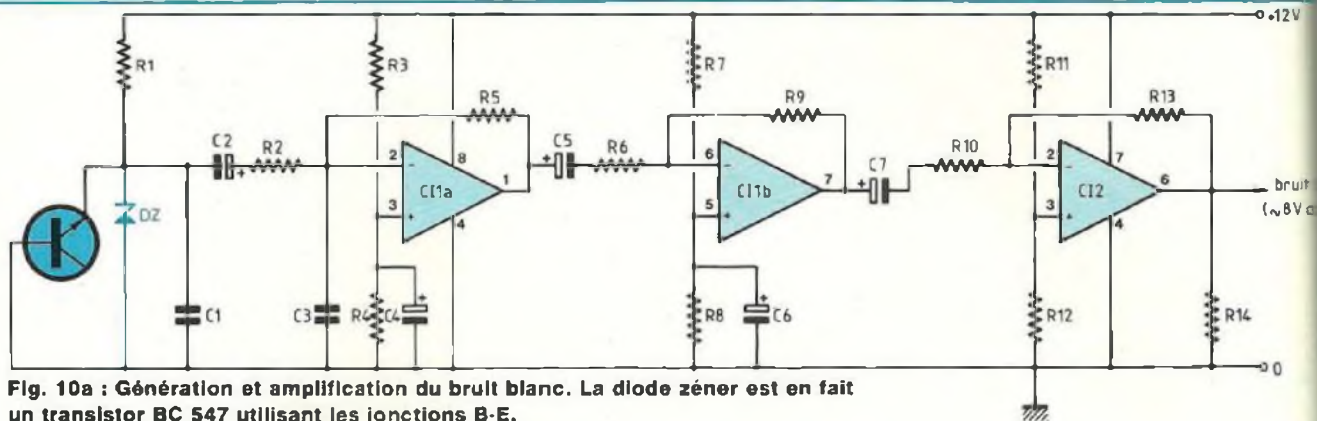 +12V
R1
R3
R7
R11
R5
R9
R13
C2
R2
C5
R6
C7
R10
+
+
+
2
-
8
CI1a
1
3
+
4
6
-
CI1b
7
5
+
2
-
7
CI2
6
3
+
4
bruit
(~8V
DZ
C1
C3
R4
C4
+
R8
C6
+
R12
R14
0
Fig. 10a : Génération et amplification du bruit blanc. La diode zéner est en fait
un transistor BC 547 utilisant les jonctions B-E.